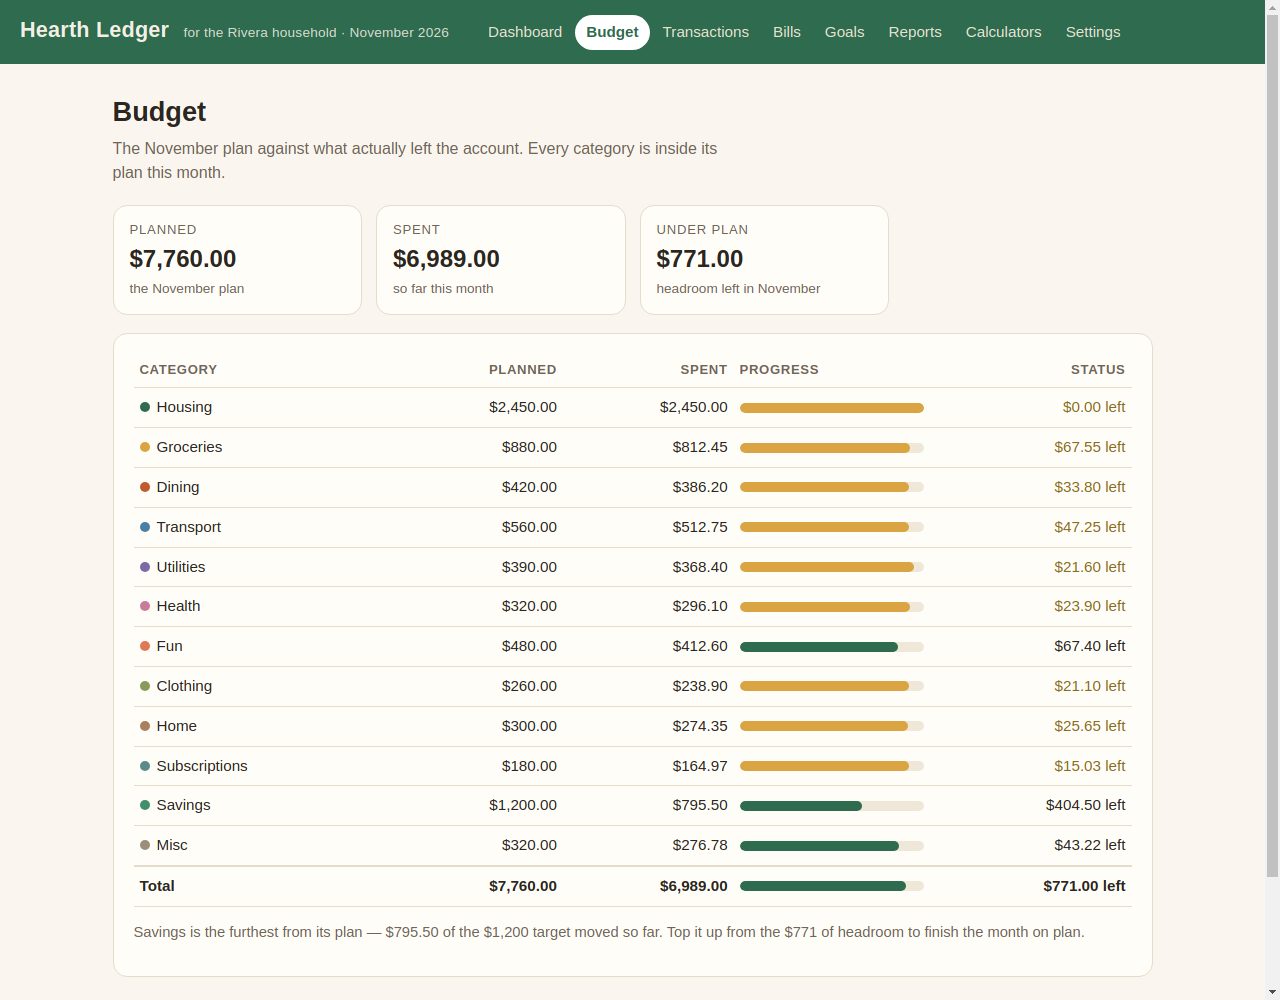 Hearth Ledger for the Rivera household · November 2026 Dashboard Budget Transactions Bills Goals Reports Calculators Settings
Budget
The November plan against what actually left the account. Every category is inside its
plan this month.
PLANNED
$7,760.00
the November plan
SPENT
$6,989.00
so far this month
UNDER PLAN
$771.00
headroom left in November
CATEGORY PLANNED SPENT PROGRESS STATUS
Housing $2,450.00 $2,450.00 $0.00 left
Groceries $880.00 $812.45 $67.55 left
Dining $420.00 $386.20 $33.80 left
Transport $560.00 $512.75 $47.25 left
Utilities $390.00 $368.40 $21.60 left
Health $320.00 $296.10 $23.90 left
Fun $480.00 $412.60 $67.40 left
Clothing $260.00 $238.90 $21.10 left
Home $300.00 $274.35 $25.65 left
Subscriptions $180.00 $164.97 $15.03 left
Savings $1,200.00 $795.50 $404.50 left
Misc $320.00 $276.78 $43.22 left
Total $7,760.00 $6,989.00 $771.00 left
Savings is the furthest from its plan — $795.50 of the $1,200 target moved so far. Top it up from the $771 of headroom to finish the month on plan.